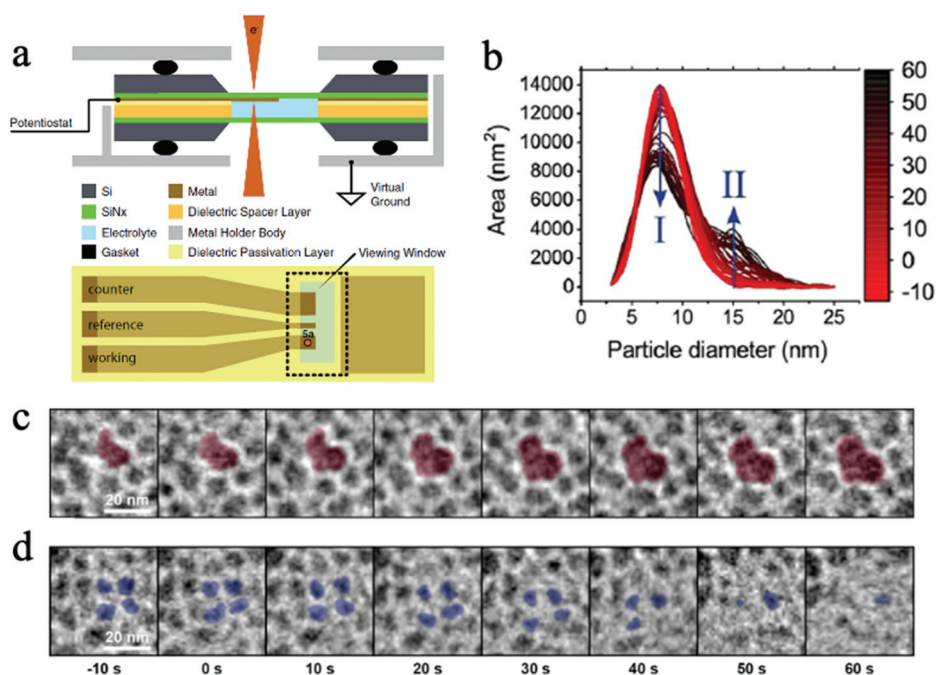 a
e⁻
Potentiostat
Virtual
Ground
Si
Metal
SiNx
Dielectric Spacer Layer
Electrolyte
Metal Holder Body
Gasket
Dielectric Passivation Layer
Viewing Window
counter
reference
working
5a
b
Area (nm²)
14000
12000
10000
8000
6000
4000
2000
0
0 5 10 15 20 25
Particle diameter (nm)
I
II
60
50
40
30
20
10
0
-10
c
20 nm
d
20 nm
-10 s 0 s 10 s 20 s 30 s 40 s 50 s 60 s